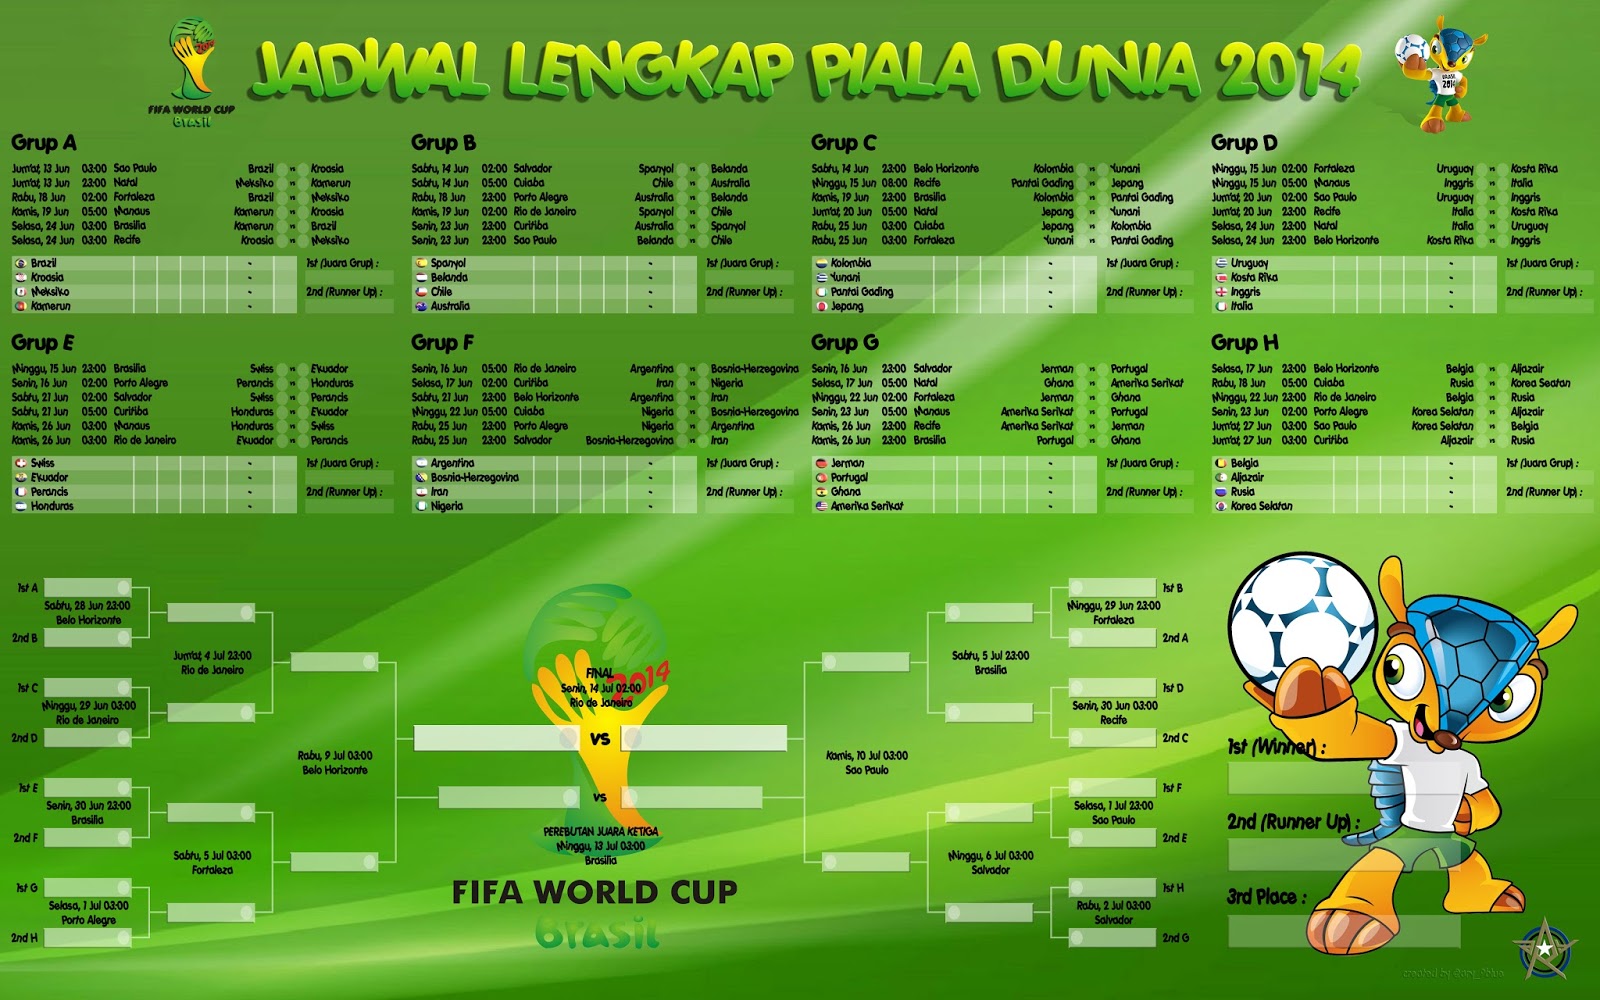 JADWAL LENGKAP PIALA DUNIA 2014
FIFA WORLD CUP
Brasil
BRASIL
2014
Grup A
Jum'at, 13 Jun 03:00 Sao Paulo Brazil vs Kroasia
Jum'at, 13 Jun 23:00 Natal Meksiko vs Kamerun
Rabu, 18 Jun 02:00 Fortaleza Brazil vs Meksiko
Kamis, 19 Jun 05:00 Manaus Kamerun vs Kroasia
Selasa, 24 Jun 03:00 Brasilia Kamerun vs Brazil
Selasa, 24 Jun 03:00 Recife Kroasia vs Meksiko
Brazil - 1st (Juara Grup) :
Kroasia -
Meksiko - 2nd (Runner Up) :
Kamerun -
Grup B
Sabtu, 14 Jun 02:00 Salvador Spanyol vs Belanda
Sabtu, 14 Jun 05:00 Cuiaba Chile vs Australia
Rabu, 18 Jun 23:00 Porto Alegre Australia vs Belanda
Kamis, 19 Jun 02:00 Rio de Janeiro Spanyol vs Chile
Senin, 23 Jun 23:00 Curitiba Australia vs Spanyol
Senin, 23 Jun 23:00 Sao Paulo Belanda vs Chile
Spanyol - 1st (Juara Grup) :
Belanda -
Chile - 2nd (Runner Up) :
Australia -
Grup C
Sabtu, 14 Jun 23:00 Belo Horizonte Kolombia vs Yunani
Minggu, 15 Jun 08:00 Recife Pantai Gading vs Jepang
Kamis, 19 Jun 23:00 Brasilia Kolombia vs Pantai Gading
Jum'at, 20 Jun 05:00 Natal Jepang vs Yunani
Rabu, 25 Jun 03:00 Cuiaba Jepang vs Kolombia
Rabu, 25 Jun 03:00 Fortaleza Yunani vs Pantai Gading
Kolombia - 1st (Juara Grup) :
Yunani -
Pantai Gading - 2nd (Runner Up) :
Jepang -
Grup D
Minggu, 15 Jun 02:00 Fortaleza Uruguay vs Kosta Rika
Minggu, 15 Jun 05:00 Manaus Inggris vs Italia
Jum'at, 20 Jun 02:00 Sao Paulo Uruguay vs Inggris
Jum'at, 20 Jun 23:00 Recife Italia vs Kosta Rika
Selasa, 24 Jun 23:00 Natal Italia vs Uruguay
Selasa, 24 Jun 23:00 Belo Horizonte Kosta Rika vs Inggris
Uruguay - 1st (Juara Grup) :
Kosta Rika -
Inggris - 2nd (Runner Up) :
Italia -
Grup E
Minggu, 15 Jun 23:00 Brasilia Swiss vs Ekuador
Senin, 16 Jun 02:00 Porto Alegre Perancis vs Honduras
Sabtu, 21 Jun 02:00 Salvador Swiss vs Perancis
Sabtu, 21 Jun 05:00 Curitiba Honduras vs Ekuador
Kamis, 26 Jun 03:00 Manaus Honduras vs Swiss
Kamis, 26 Jun 03:00 Rio de Janeiro Ekuador vs Perancis
Swiss - 1st (Juara Grup) :
Ekuador -
Perancis - 2nd (Runner Up) :
Honduras -
Grup F
Senin, 16 Jun 05:00 Rio de Janeiro Argentina vs Bosnia-Herzegovina
Selasa, 17 Jun 02:00 Curitiba Iran vs Nigeria
Sabtu, 21 Jun 23:00 Belo Horizonte Argentina vs Iran
Minggu, 22 Jun 05:00 Cuiaba Nigeria vs Bosnia-Herzegovina
Rabu, 25 Jun 23:00 Porto Alegre Nigeria vs Argentina
Rabu, 25 Jun 23:00 Salvador Bosnia-Herzegovina vs Iran
Argentina - 1st (Juara Grup) :
Bosnia-Herzegovina -
Iran - 2nd (Runner Up) :
Nigeria -
Grup G
Senin, 16 Jun 23:00 Salvador Jerman vs Portugal
Selasa, 17 Jun 05:00 Natal Ghana vs Amerika Serikat
Minggu, 22 Jun 02:00 Fortaleza Jerman vs Ghana
Senin, 23 Jun 05:00 Manaus Amerika Serikat vs Portugal
Kamis, 26 Jun 23:00 Recife Amerika Serikat vs Jerman
Kamis, 26 Jun 23:00 Brasilia Portugal vs Ghana
Jerman - 1st (Juara Grup) :
Portugal -
Ghana - 2nd (Runner Up) :
Amerika Serikat -
Grup H
Selasa, 17 Jun 23:00 Belo Horizonte Belgia vs Aljazair
Rabu, 18 Jun 05:00 Cuiaba Rusia vs Korea Seatan
Minggu, 22 Jun 23:00 Rio de Janeiro Belgia vs Rusia
Senin, 23 Jun 02:00 Porto Alegre Korea Selatan vs Aljazair
Jum'at, 27 Jun 03:00 Sao Paulo Korea Selatan vs Belgia
Jum'at, 27 Jun 03:00 Curitiba Aljazair vs Rusia
Belgia - 1st (Juara Grup) :
Aljazair -
Rusia - 2nd (Runner Up) :
Korea Selatan -
1st A
Sabtu, 28 Jun 23:00
Belo Horizonte
2nd B
Jum'at, 4 Jul 23:00
Rio de Janeiro
1st C
Minggu, 29 Jun 03:00
Rio de Janeiro
2nd D
Rabu, 9 Jul 03:00
Belo Horizonte
1st E
Senin, 30 Jun 23:00
Brasilia
2nd F
Sabtu, 5 Jul 03:00
Fortaleza
1st G
Selasa, 1 Jul 03:00
Porto Alegre
2nd H
2014
FINAL
Senin, 14 Jul 02:00
Rio de Janeiro
vs
vs
PEREBUTAN JUARA KETIGA
Minggu, 13 Jul 03:00
Brasilia
FIFA WORLD CUP
Brasil
1st B
Minggu, 29 Jun 23:00
Fortaleza
2nd A
Sabtu, 5 Jul 23:00
Brasilia
1st D
Senin, 30 Jun 03:00
Recife
2nd C
Kamis, 10 Jul 03:00
Sao Paulo
1st F
Selasa, 1 Jul 23:00
Sao Paulo
2nd E
Minggu, 6 Jul 03:00
Salvador
1st H
Rabu, 2 Jul 03:00
Salvador
2nd G
1st (Winner) :
2nd (Runner Up) :
3rd Place :
created by